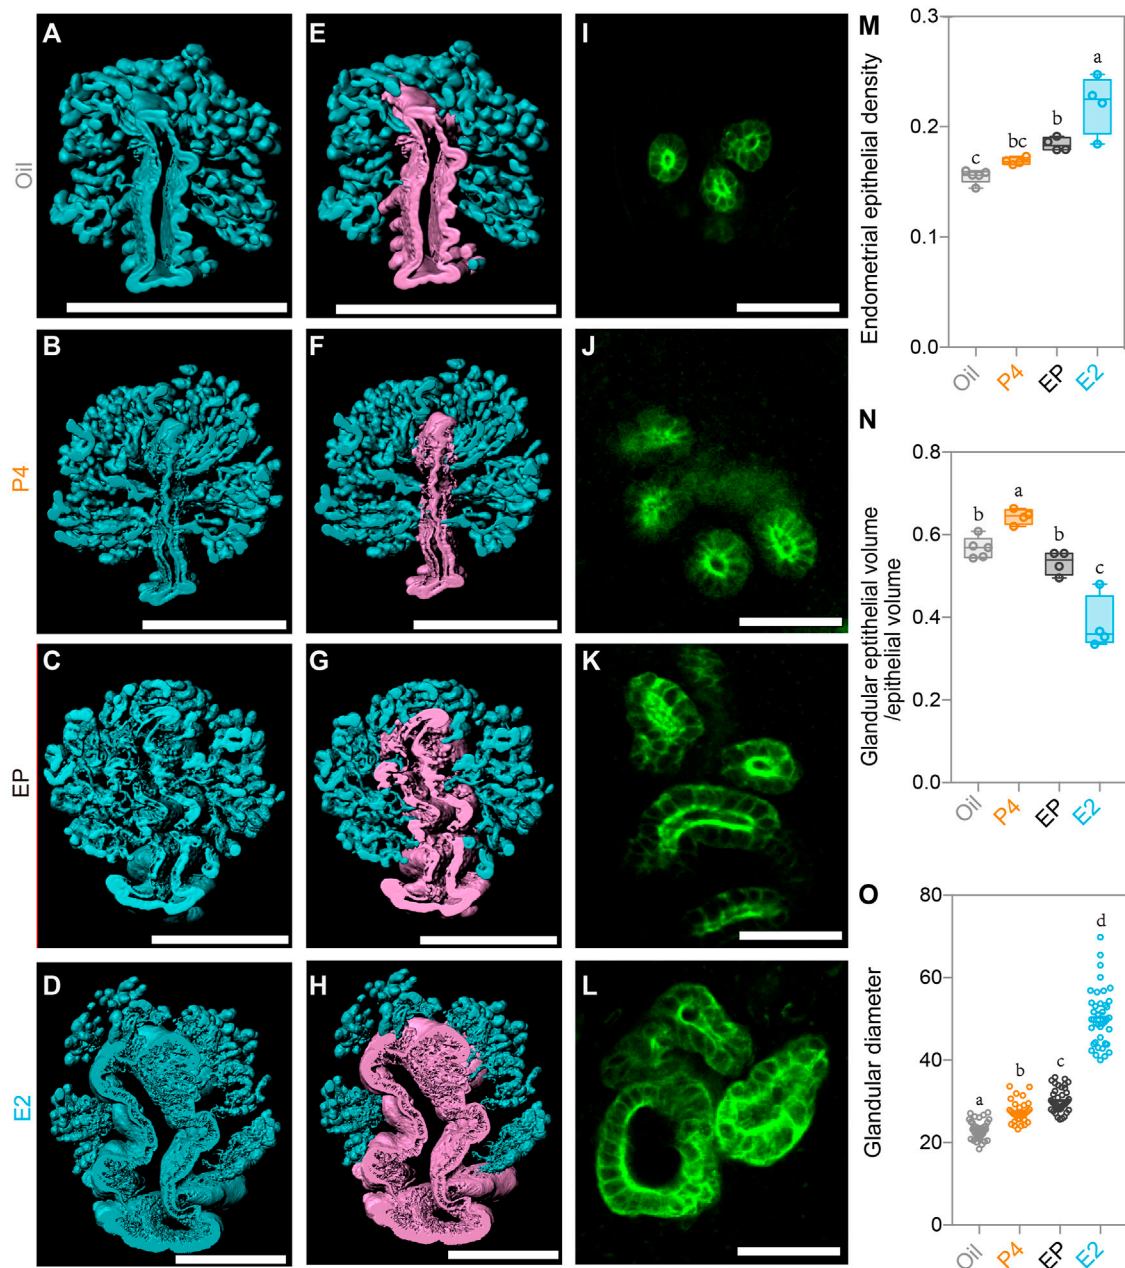 A
E
I
Oil
B
F
J
P4
C
G
K
EP
D
H
L
E2
M
Endometrial epithelial density
0.3
0.2
0.1
0.0
c
bc
b
a
Oil
P4
EP
E2
N
Glandular epithelial volume
/epithelial volume
0.8
0.6
0.4
0.2
0.0
b
a
b
c
Oil
P4
EP
E2
O
Glandular diameter
80
60
40
20
0
a
b
c
d
Oil
P4
EP
E2